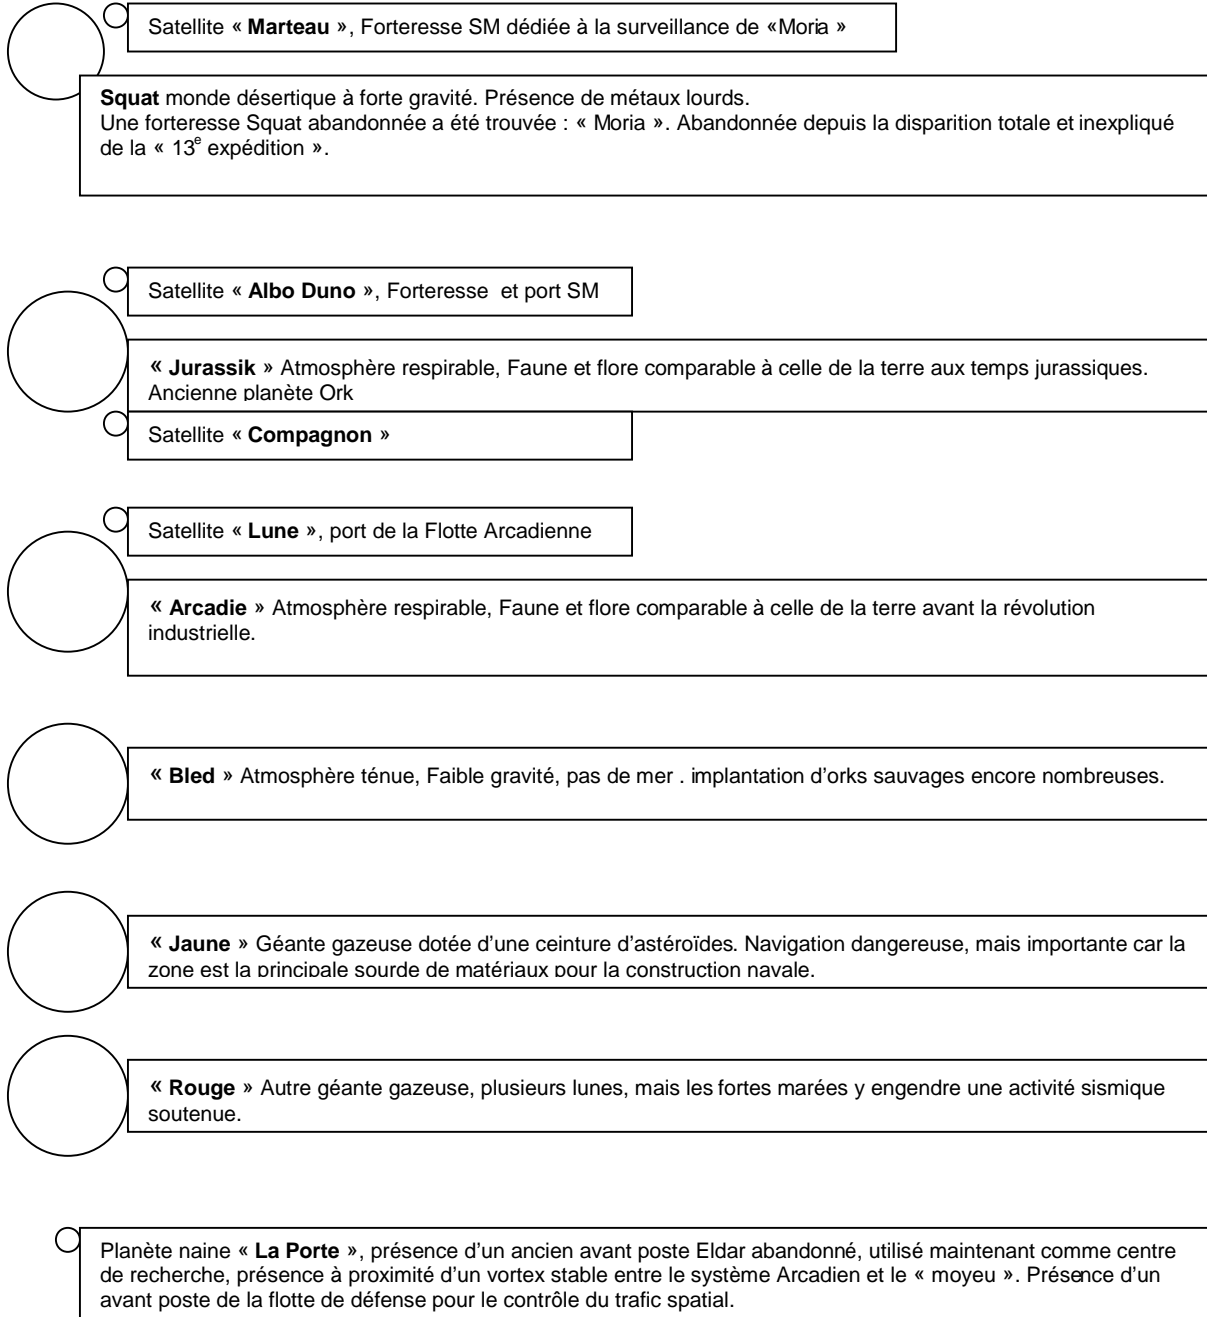 Satellite « Marteau », Forteresse SM dédiée à la surveillance de «Moria »
Squat monde désertique à forte gravité. Présence de métaux lourds.
Une forteresse Squat abandonnée a été trouvée : « Moria ». Abandonnée depuis la disparition totale et inexpliqué
de la « 13e expédition ».
Satellite « Albo Duno », Forteresse et port SM
« Jurassik » Atmosphère respirable, Faune et flore comparable à celle de la terre aux temps jurassiques.
Ancienne planète Ork
Satellite « Compagnon »
Satellite « Lune », port de la Flotte Arcadienne
« Arcadie » Atmosphère respirable, Faune et flore comparable à celle de la terre avant la révolution
industrielle.
« Bled » Atmosphère ténue, Faible gravité, pas de mer . implantation d'orks sauvages encore nombreuses.
« Jaune » Géante gazeuse dotée d'une ceinture d'astéroïdes. Navigation dangereuse, mais importante car la
zone est la principale sourde de matériaux pour la construction navale.
« Rouge » Autre géante gazeuse, plusieurs lunes, mais les fortes marées y engendre une activité sismique
soutenue.
Planète naine « La Porte », présence d'un ancien avant poste Eldar abandonné, utilisé maintenant comme centre
de recherche, présence à proximité d'un vortex stable entre le système Arcadien et le « moyeu ». Présence d'un
avant poste de la flotte de défense pour le contrôle du trafic spatial.